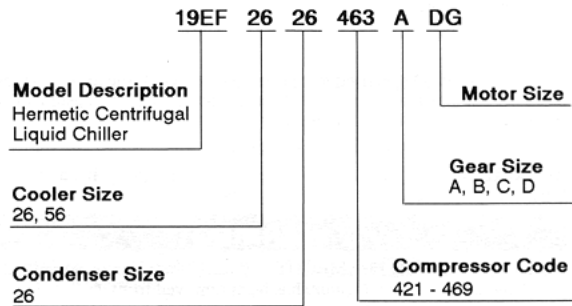 19EF 26 26 463 A DG
Model Description
Hermetic Centrifugal
Liquid Chiller
Cooler Size
26, 56
Condenser Size
26
Motor Size
Gear Size
A, B, C, D
Compressor Code
421 - 469